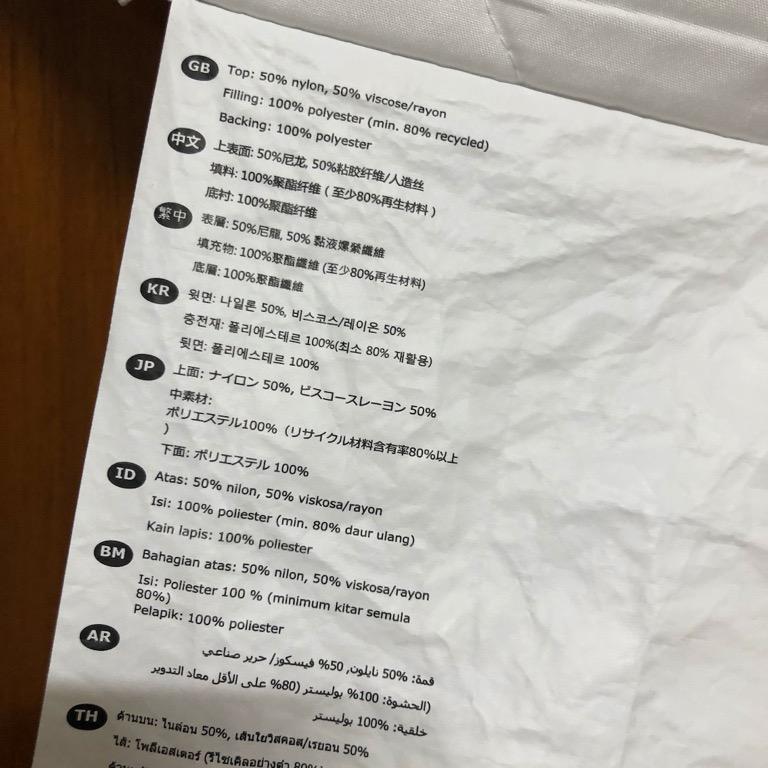 GB Top: 50% nylon, 50% viscose/rayon
Filling: 100% polyester (min. 80% recycled)
Backing: 100% polyester
中文 上表面: 50%尼龙, 50%粘胶纤维/人造丝
填料: 100%聚酯纤维 ( 至少80%再生材料 )
底衬: 100%聚酯纤维
繁中 表層: 50%尼龍, 50% 黏液嫘縈纖維
填充物: 100%聚酯纖維 (至少80%再生材料)
底層: 100%聚酯纖維
KR 윗면: 나일론 50%, 비스코스/레이온 50%
충전재: 폴리에스테르 100%(최소 80% 재활용)
뒷면: 폴리에스테르 100%
JP 上面: ナイロン 50%, ビスコースレーヨン 50%
中素材:
ポリエステル100%（リサイクル材料含有率80%以上
）
下面: ポリエステル 100%
ID Atas: 50% nilon, 50% viskosa/rayon
Isi: 100% poliester (min. 80% daur ulang)
Kain lapis: 100% poliester
BM Bahagian atas: 50% nilon, 50% viskosa/rayon
Isi: Poliester 100 % (minimum kitar semula
80%)
Pelapik: 100% poliester
AR قمة: 50% نايلون, 50% فيسكوز/ حرير صناعي
الحشوة: 100% بوليستر (80% على الأقل معاد التدوير)
خلفية: 100% بوليستر
TH ด้านบน: ไนล่อน 50%, เส้นใยวิสคอส/เรยอน 50%
ไส้: โพลีเอสเตอร์ (รีไซเคิลอย่างต่ำ 80%